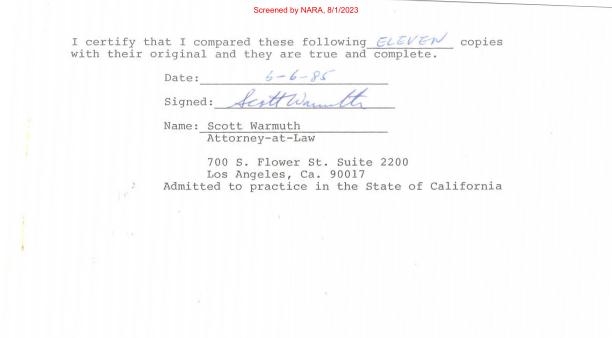 Screened by NARA, 8/1/2023
I certify that I compared these following ELEVEN copies
with their original and they are true and complete.
Date: 6-6-85
Signed: Scott Warmuth
Name: Scott Warmuth
Attorney-at-Law
700 S. Flower St. Suite 2200
Los Angeles, Ca. 90017
Admitted to practice in the State of California